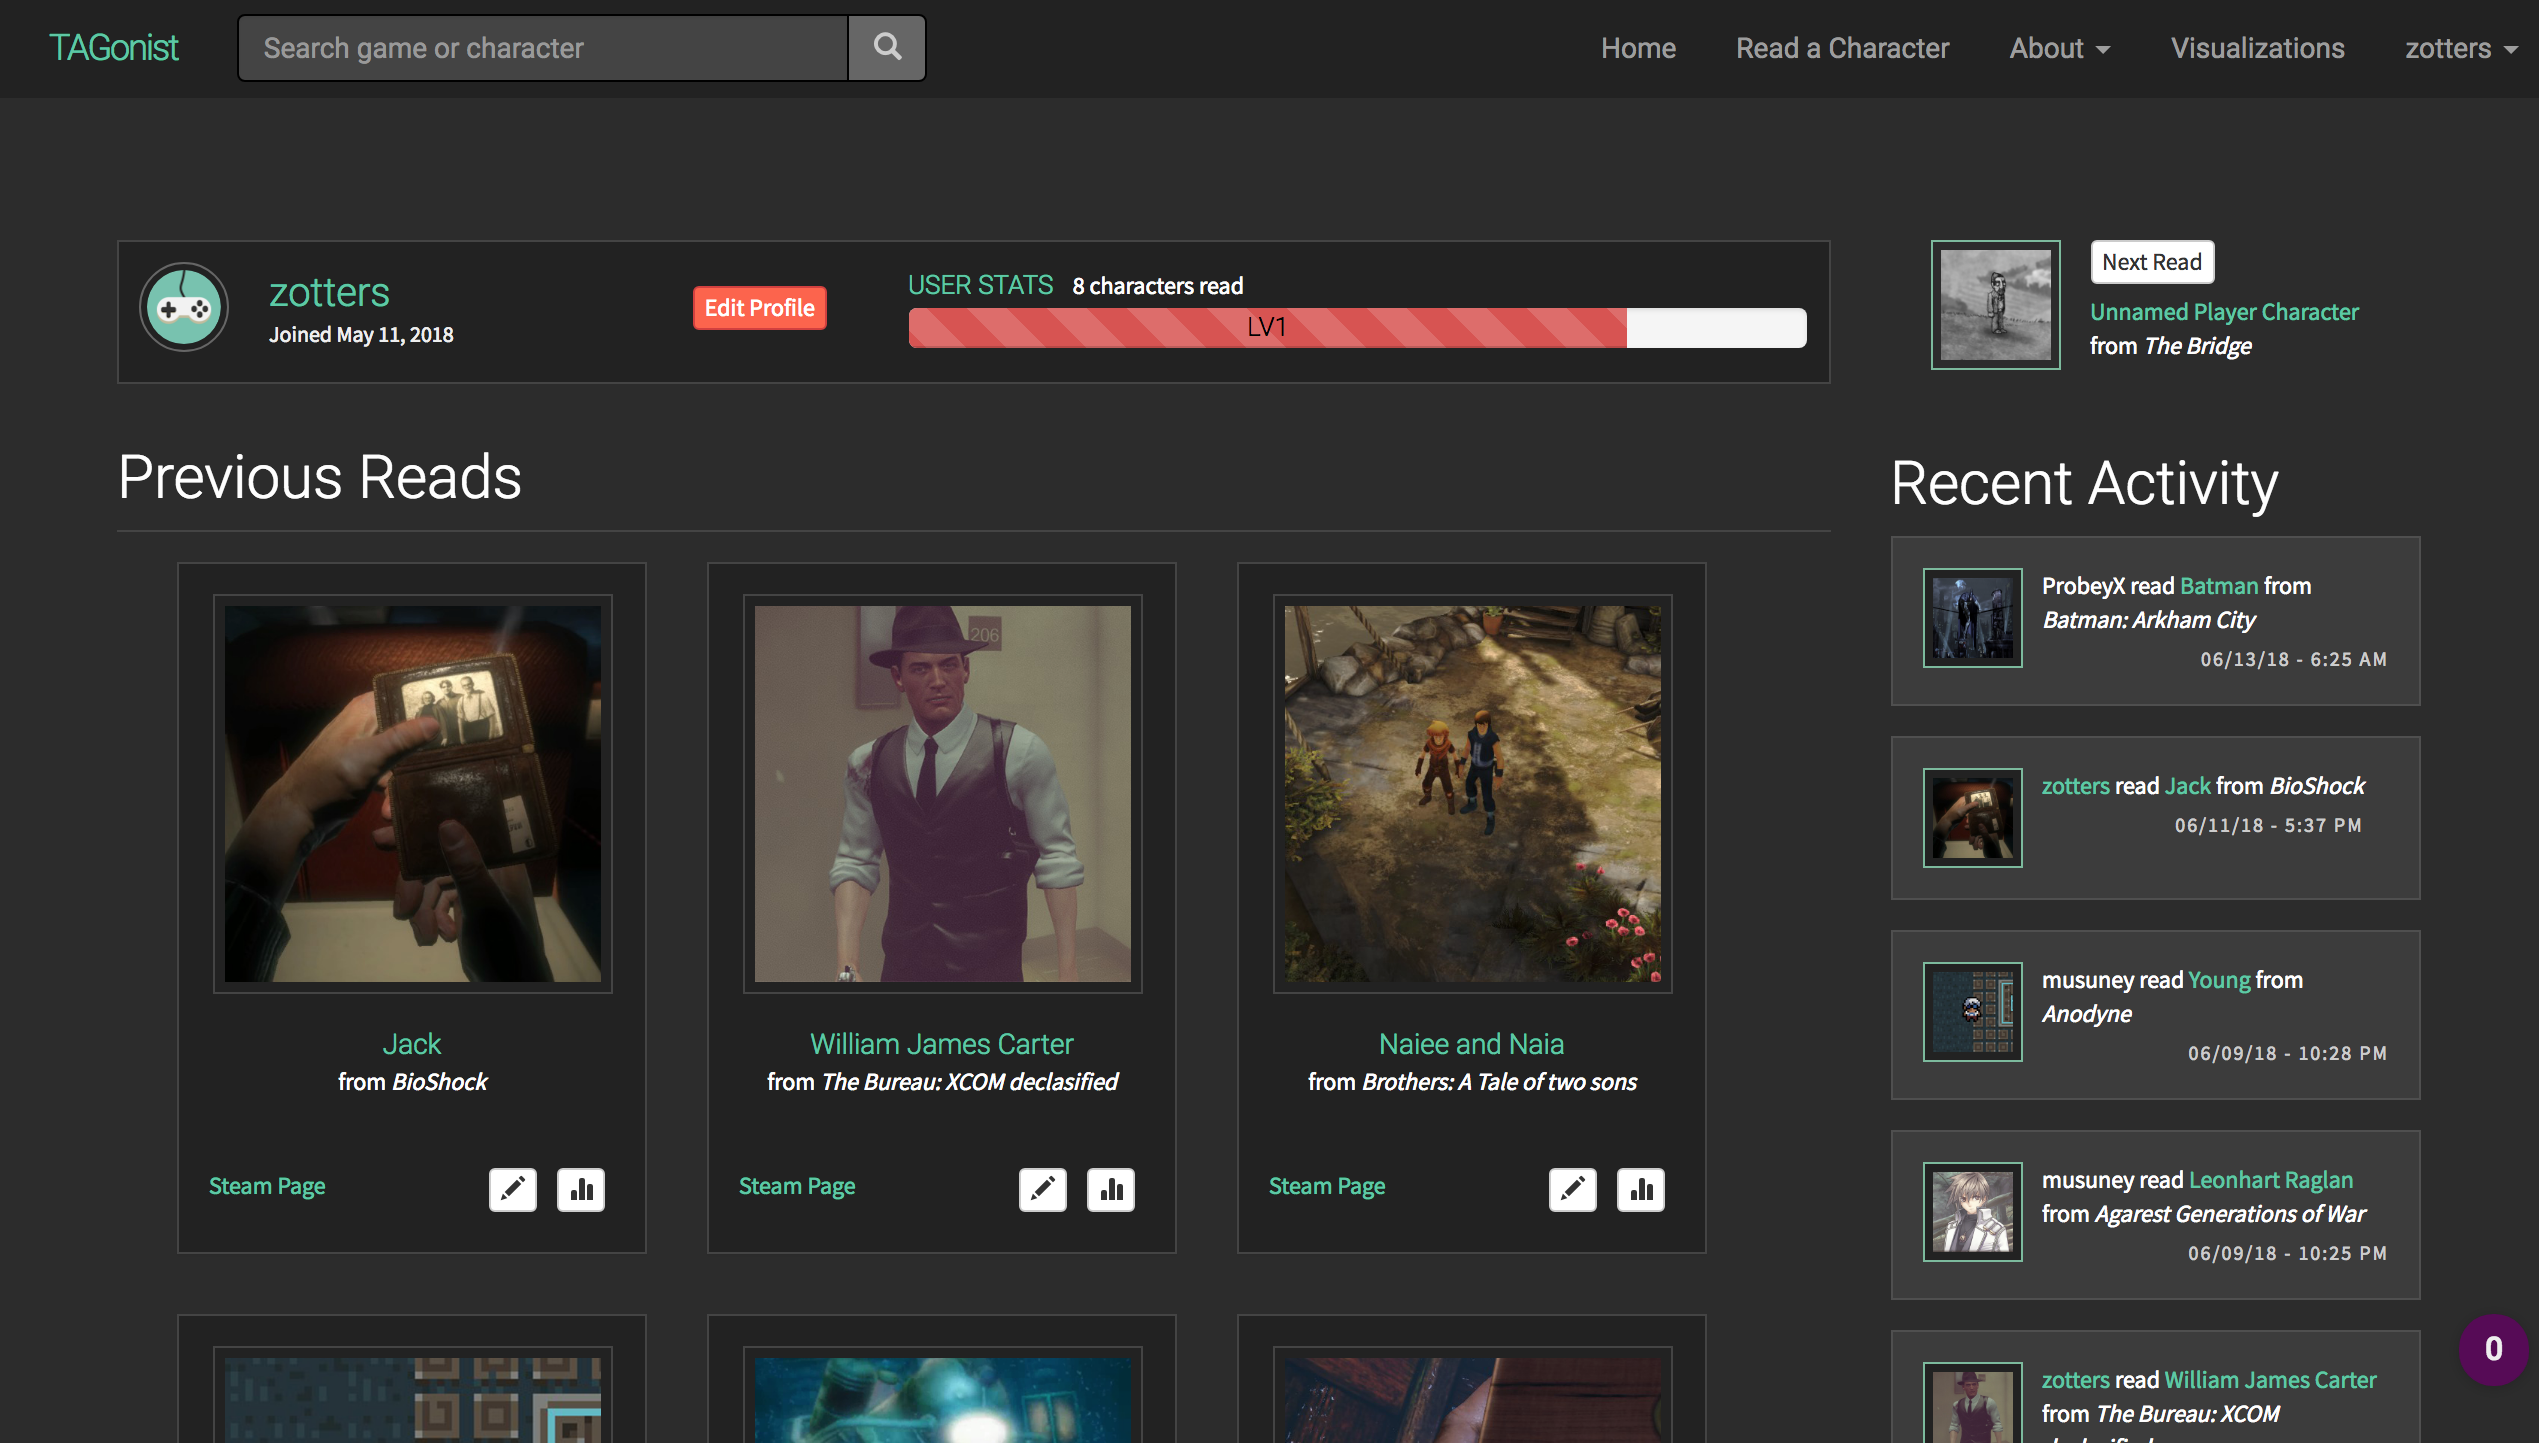 TAGonist
Search game or character
Home
Read a Character
About
Visualizations
zotters
zotters
Joined May 11, 2018
Edit Profile
USER STATS 8 characters read
LV1
Next Read
Unnamed Player Character
from The Bridge
Previous Reads
206
Jack
from BioShock
Steam Page
William James Carter
from The Bureau: XCOM declasified
Steam Page
Naiee and Naia
from Brothers: A Tale of two sons
Steam Page
Recent Activity
ProbeyX read Batman from
Batman: Arkham City
06/13/18 - 6:25 AM
zotters read Jack from BioShock
06/11/18 - 5:37 PM
musuney read Young from
Anodyne
06/09/18 - 10:28 PM
musuney read Leonhart Raglan
from Agarest Generations of War
06/09/18 - 10:25 PM
zotters read William James Carter
from The Bureau: XCOM
0